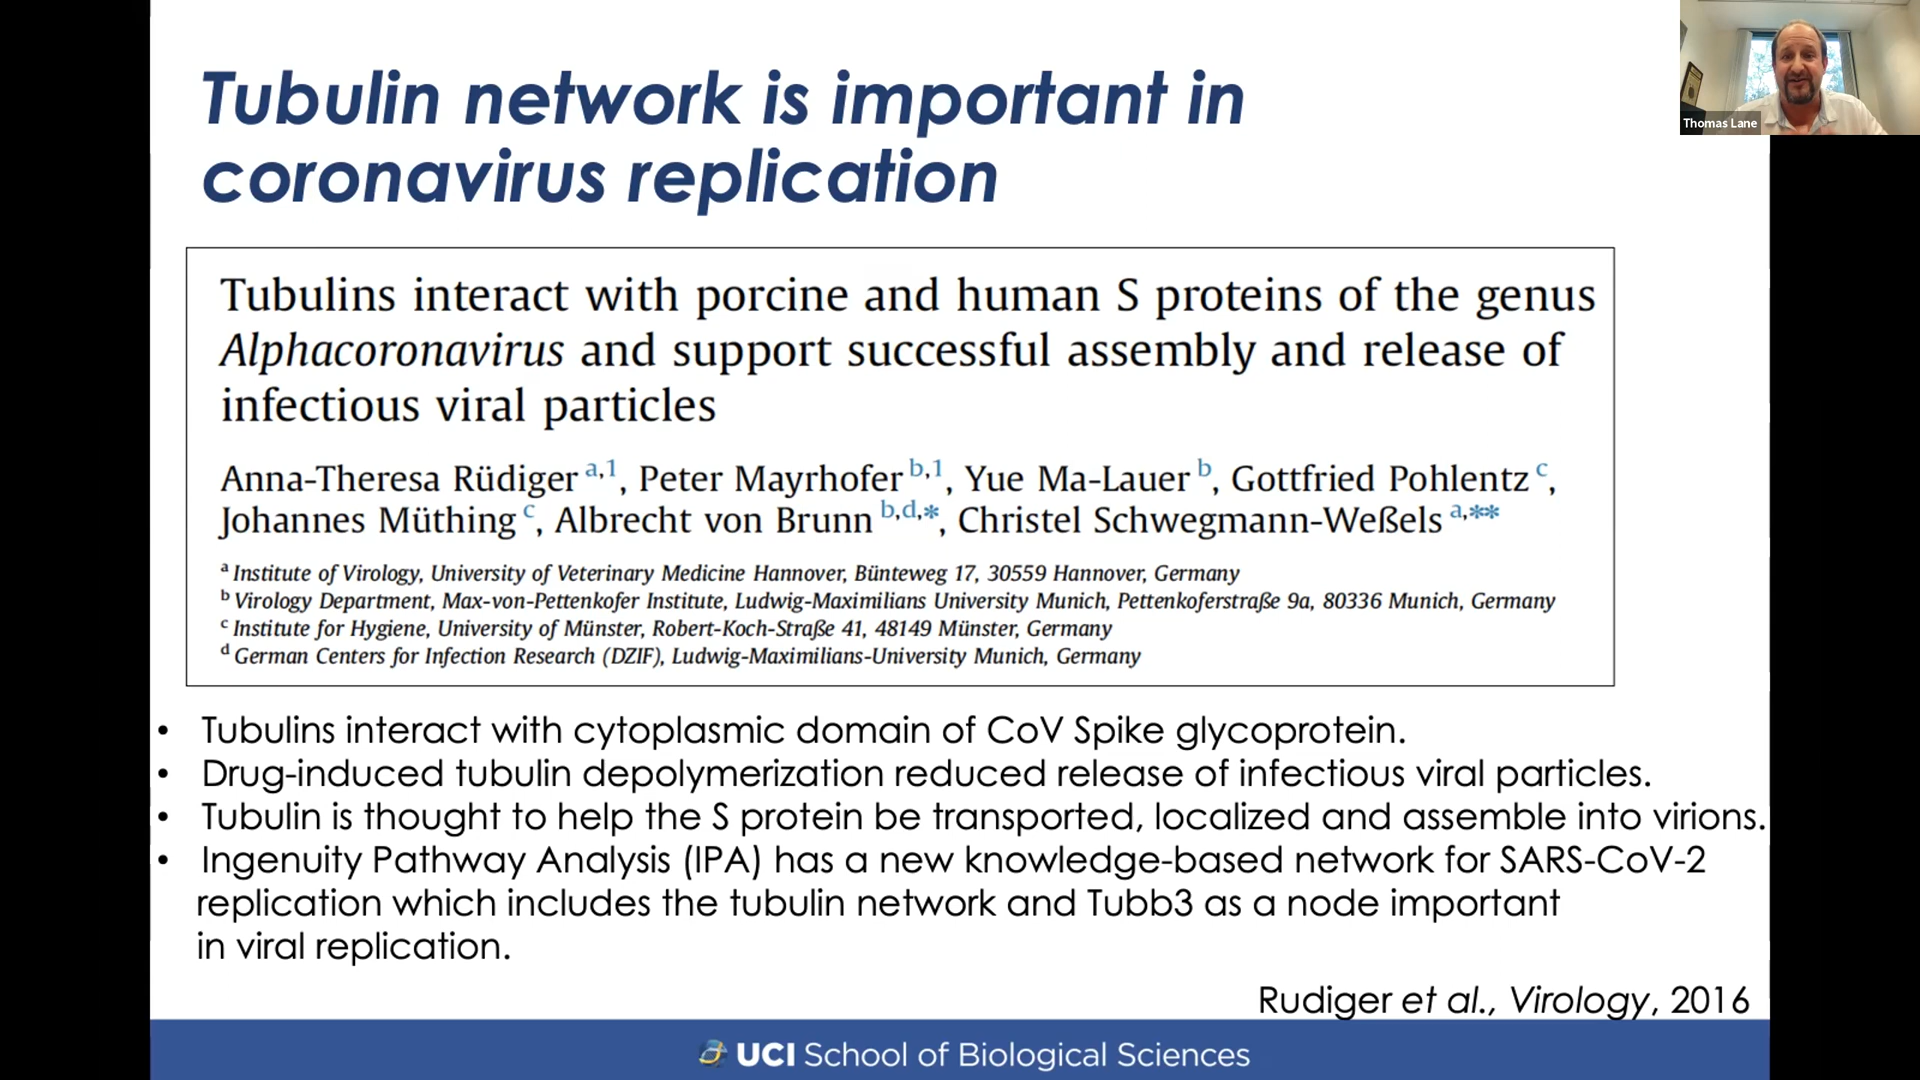 Tubulin network is important in
coronavirus replication
Thomas Lane
Tubulins interact with porcine and human S proteins of the genus
Alphacoronavirus and support successful assembly and release of
infectious viral particles
Anna-Theresa Rüdiger a,1, Peter Mayrhofer b,1, Yue Ma-Lauer b, Gottfried Pohlentz c,
Johannes Müthing c, Albrecht von Brunn b,d,*, Christel Schwegmann-Weßels a,**
a Institute of Virology, University of Veterinary Medicine Hannover, Bünteweg 17, 30559 Hannover, Germany
b Virology Department, Max-von-Pettenkofer Institute, Ludwig-Maximilians University Munich, Pettenkoferstraße 9a, 80336 Munich, Germany
c Institute for Hygiene, University of Münster, Robert-Koch-Straße 41, 48149 Münster, Germany
d German Centers for Infection Research (DZIF), Ludwig-Maximilians-University Munich, Germany
• Tubulins interact with cytoplasmic domain of CoV Spike glycoprotein.
• Drug-induced tubulin depolymerization reduced release of infectious viral particles.
• Tubulin is thought to help the S protein be transported, localized and assemble into virions.
• Ingenuity Pathway Analysis (IPA) has a new knowledge-based network for SARS-CoV-2
replication which includes the tubulin network and Tubb3 as a node important
in viral replication.
Rudiger et al., Virology, 2016
UCI School of Biological Sciences